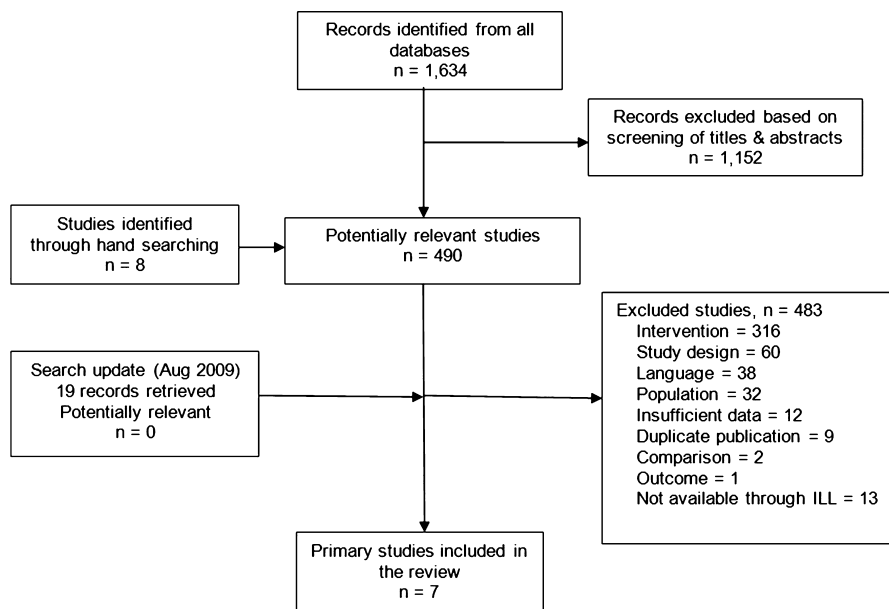 Records identified from all
databases
n = 1,634
Records excluded based on
screening of titles & abstracts
n = 1,152
Studies identified
through hand searching
n = 8
Potentially relevant studies
n = 490
Excluded studies, n = 483
Intervention = 316
Study design = 60
Language = 38
Population = 32
Insufficient data = 12
Duplicate publication = 9
Comparison = 2
Outcome = 1
Not available through ILL = 13
Search update (Aug 2009)
19 records retrieved
Potentially relevant
n = 0
Primary studies included in
the review
n = 7